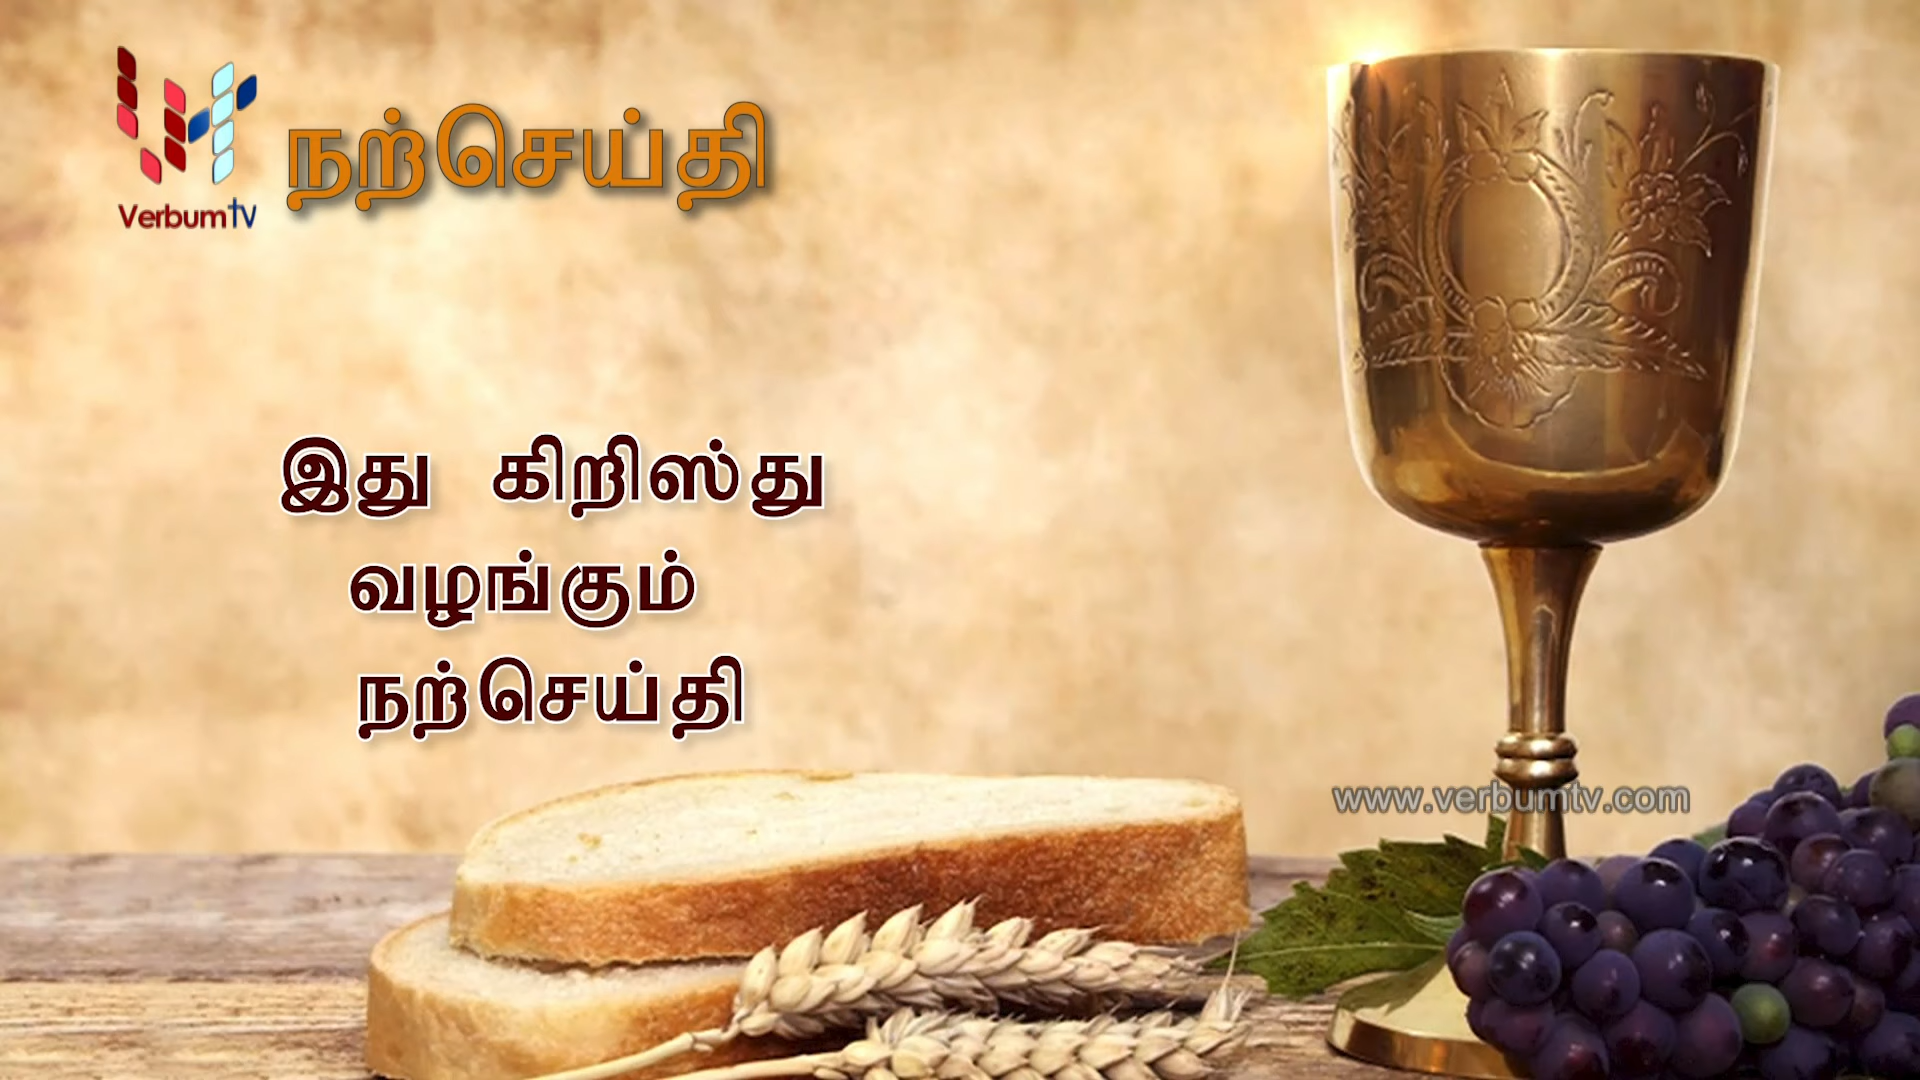 VerbumTV
நற்செய்தி
இது கிறிஸ்து
வழங்கும்
நற்செய்தி
www.verbumtv.com